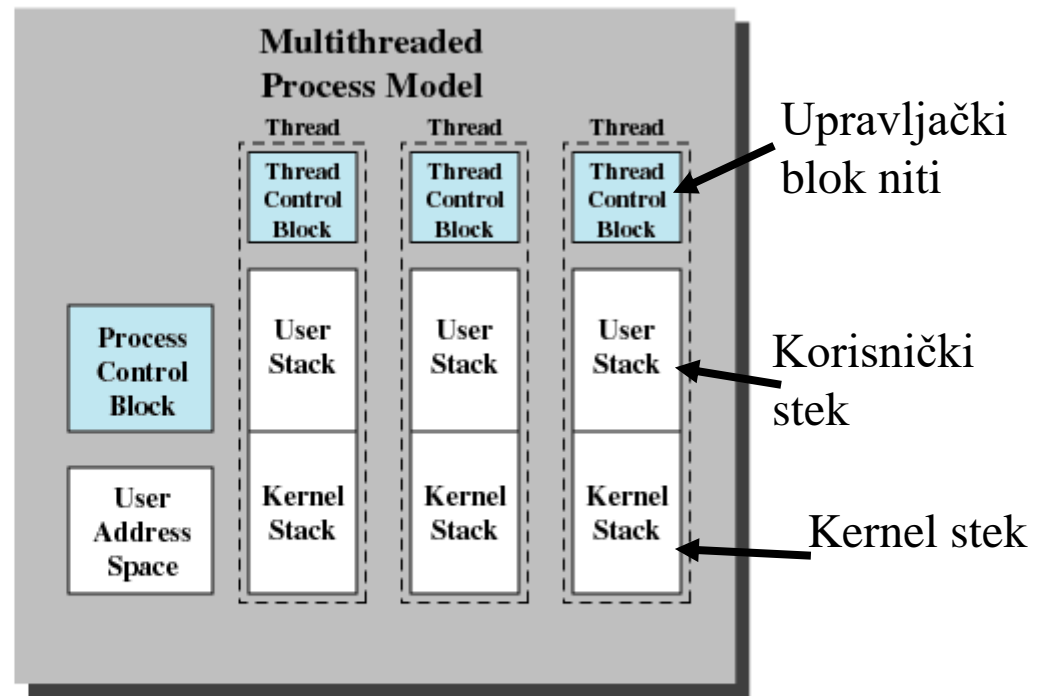 Multithreaded
Process Model
Thread
Thread
Control
Block
User
Stack
Kernel
Stack
Thread
Thread
Control
Block
User
Stack
Kernel
Stack
Thread
Thread
Control
Block
User
Stack
Kernel
Stack
Process
Control
Block
User
Address
Space
Upravljački
blok niti
Korisnički
stek
Kernel stek